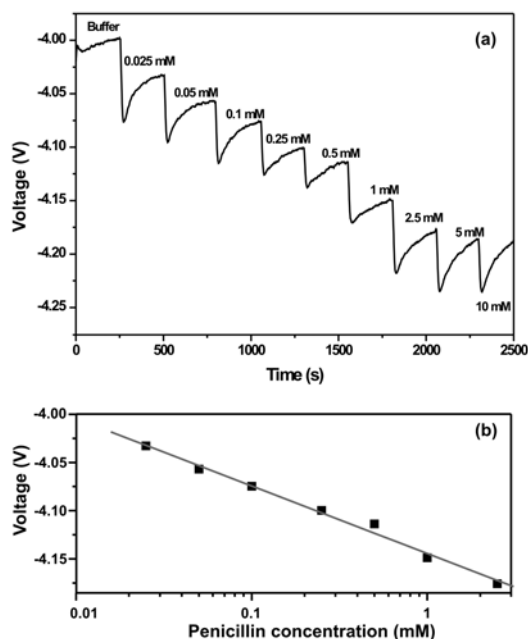 (a)
Buffer
-4.00
0.025 mM
-4.05
0.05 mM
0.1 mM
-4.10
0.25 mM
0.5 mM
-4.15
1 mM
2.5 mM
5 mM
-4.20
-4.25
10 mM
Voltage (V)
0 500 1000 1500 2000 2500
Time (s)
(b)
-4.00
-4.05
-4.10
-4.15
Voltage (V)
0.01 0.1 1
Penicillin concentration (mM)